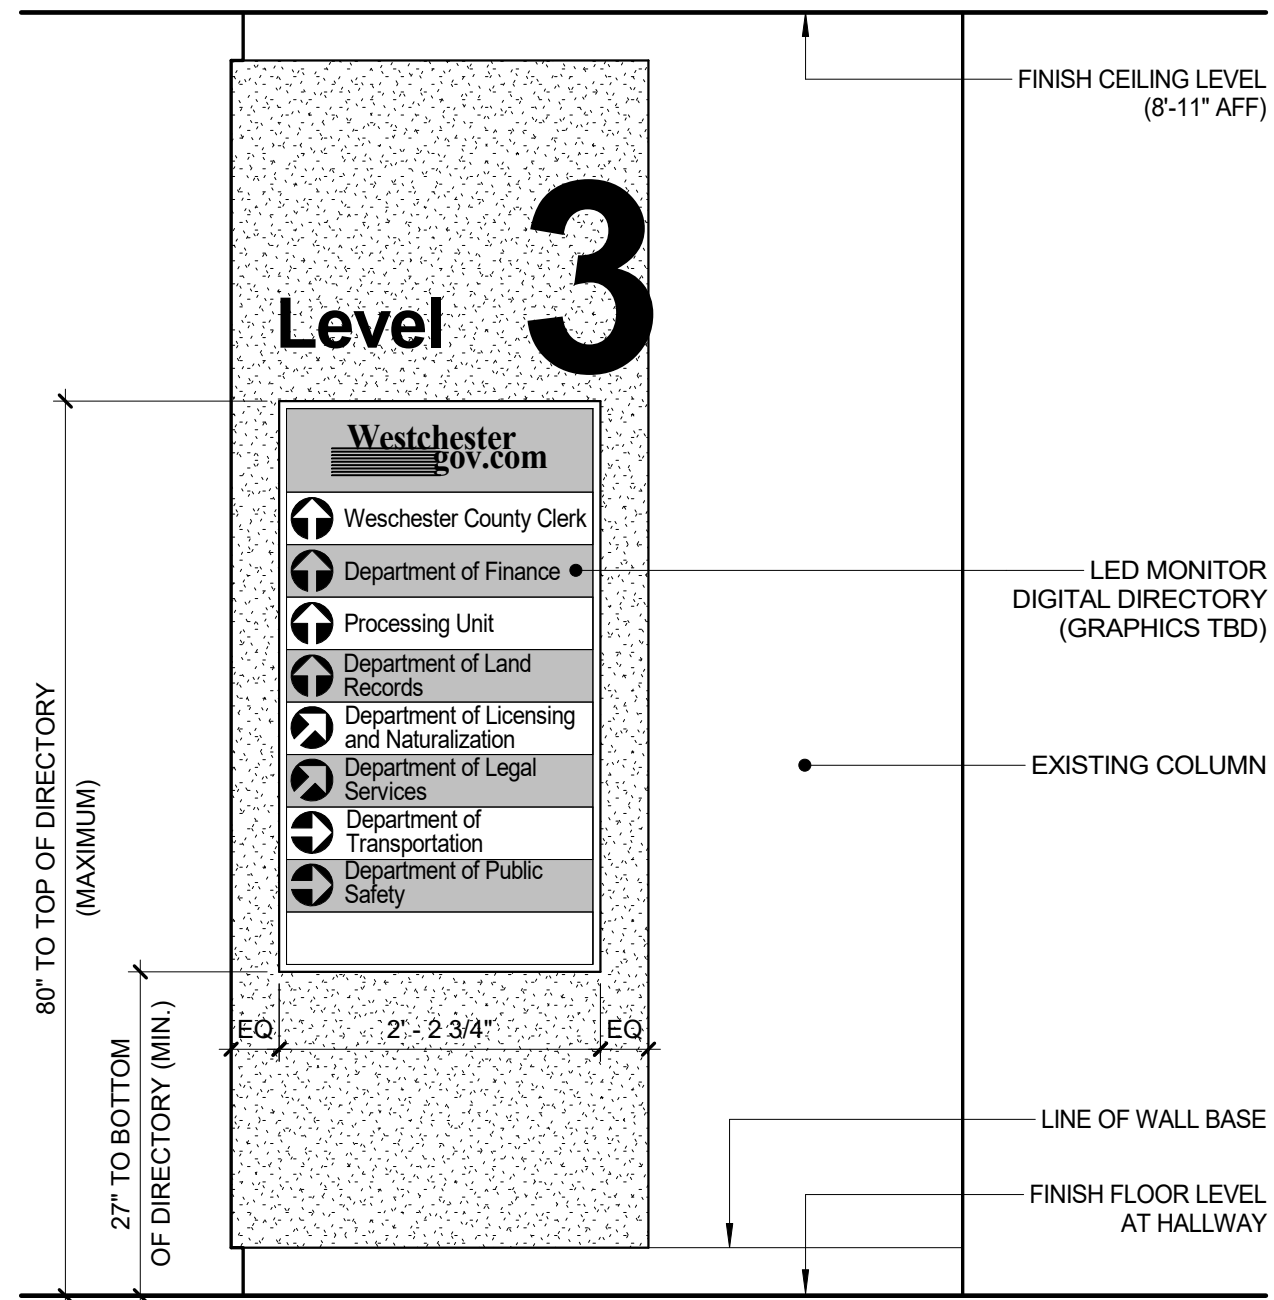 FINISH CEILING LEVEL
(8'-11" AFF)
3
Level
Westchester
gov.com
Weschester County Clerk
Department of Finance
Processing Unit
Department of Land
Records
Department of Licensing
and Naturalization
Department of Legal
Services
Department of
Transportation
Department of Public
Safety
LED MONITOR
DIGITAL DIRECTORY
(GRAPHICS TBD)
EXISTING COLUMN
80" TO TOP OF DIRECTORY
(MAXIMUM)
27" TO BOTTOM
OF DIRECTORY (MIN.)
EQ
2' - 2 3/4"
EQ
LINE OF WALL BASE
FINISH FLOOR LEVEL
AT HALLWAY